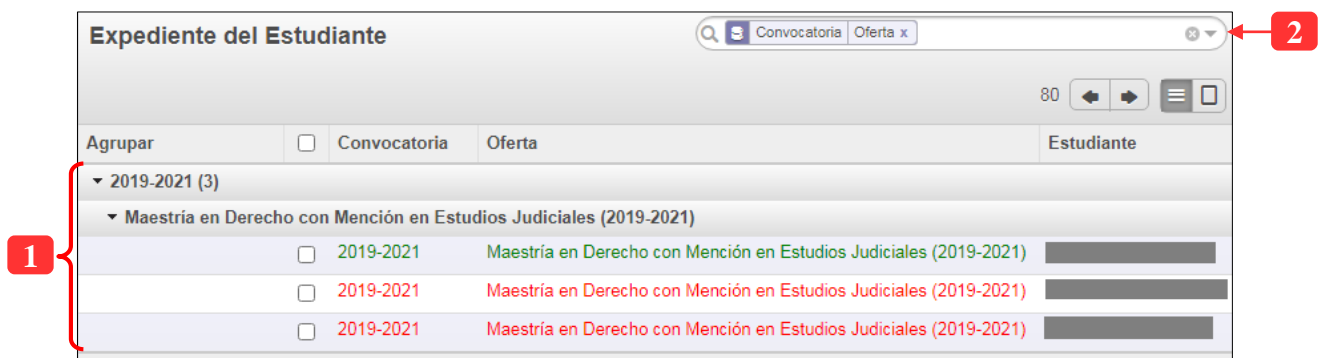 Expediente del Estudiante
Convocatoria Oferta x
2
80
Agrupar Convocatoria Oferta Estudiante
2019-2021 (3)
Maestría en Derecho con Mención en Estudios Judiciales (2019-2021)
1
2019-2021 Maestría en Derecho con Mención en Estudios Judiciales (2019-2021)
2019-2021 Maestría en Derecho con Mención en Estudios Judiciales (2019-2021)
2019-2021 Maestría en Derecho con Mención en Estudios Judiciales (2019-2021)